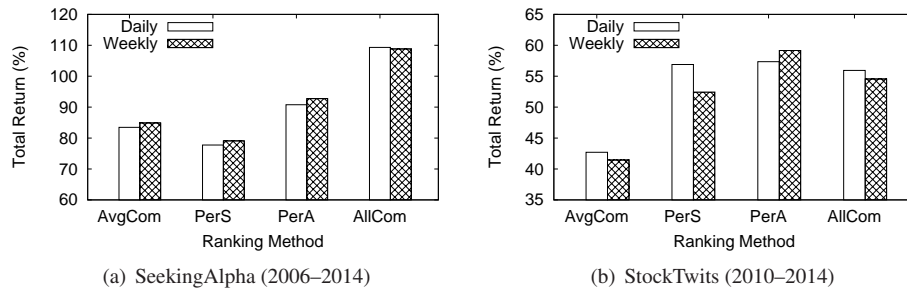 Total Return (%)
120
110
100
90
80
70
60
Daily
Weekly
AvgCom PerS PerA AllCom
Ranking Method
(a) SeekingAlpha (2006–2014)
Total Return (%)
65
60
55
50
45
40
35
Daily
Weekly
AvgCom PerS PerA AllCom
Ranking Method
(b) StockTwits (2010–2014)